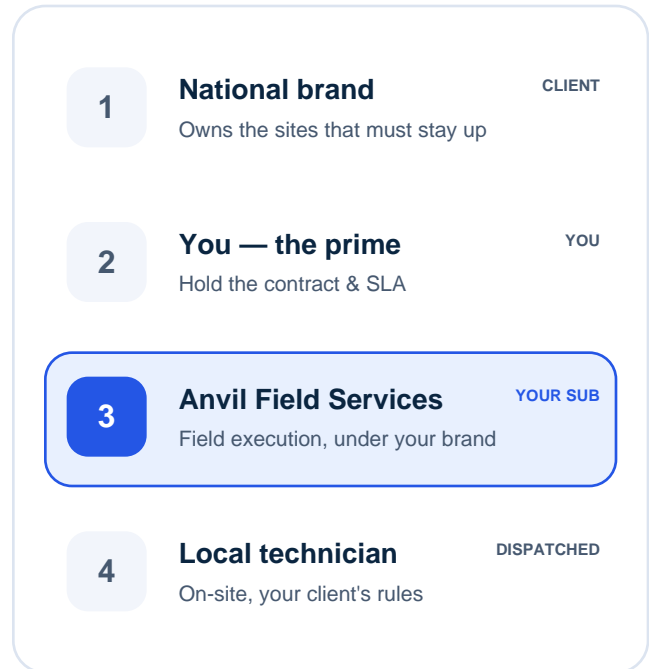 1
National brand
CLIENT
Owns the sites that must stay up
2
You — the prime
YOU
Hold the contract & SLA
3
Anvil Field Services
YOUR SUB
Field execution, under your brand
4
Local technician
DISPATCHED
On-site, your client's rules